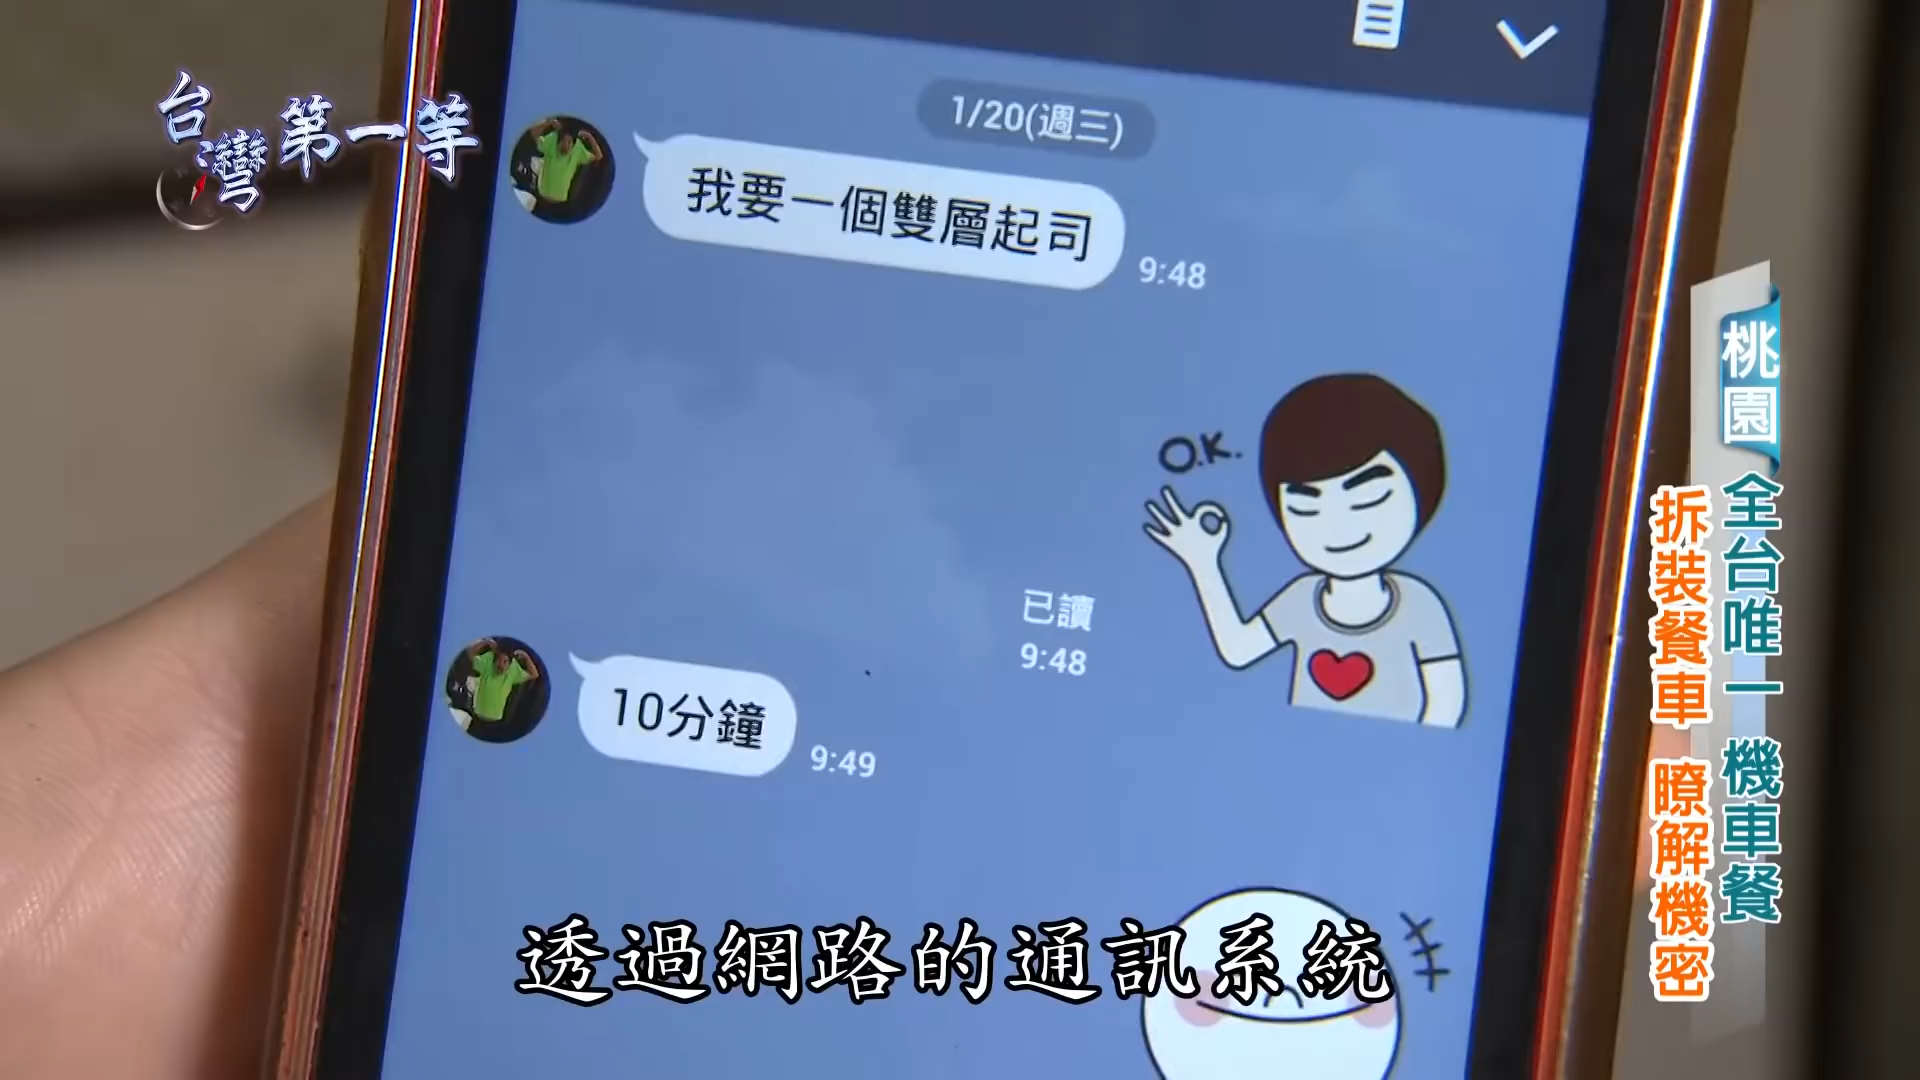 台灣第一等
1/20(週三)
我要一個雙層起司
9:48
O.K.
已讀
9:48
10分鐘
9:49
桃園 全台唯一 機車餐
拆裝餐車 瞭解機密
透過網路的通訊系統